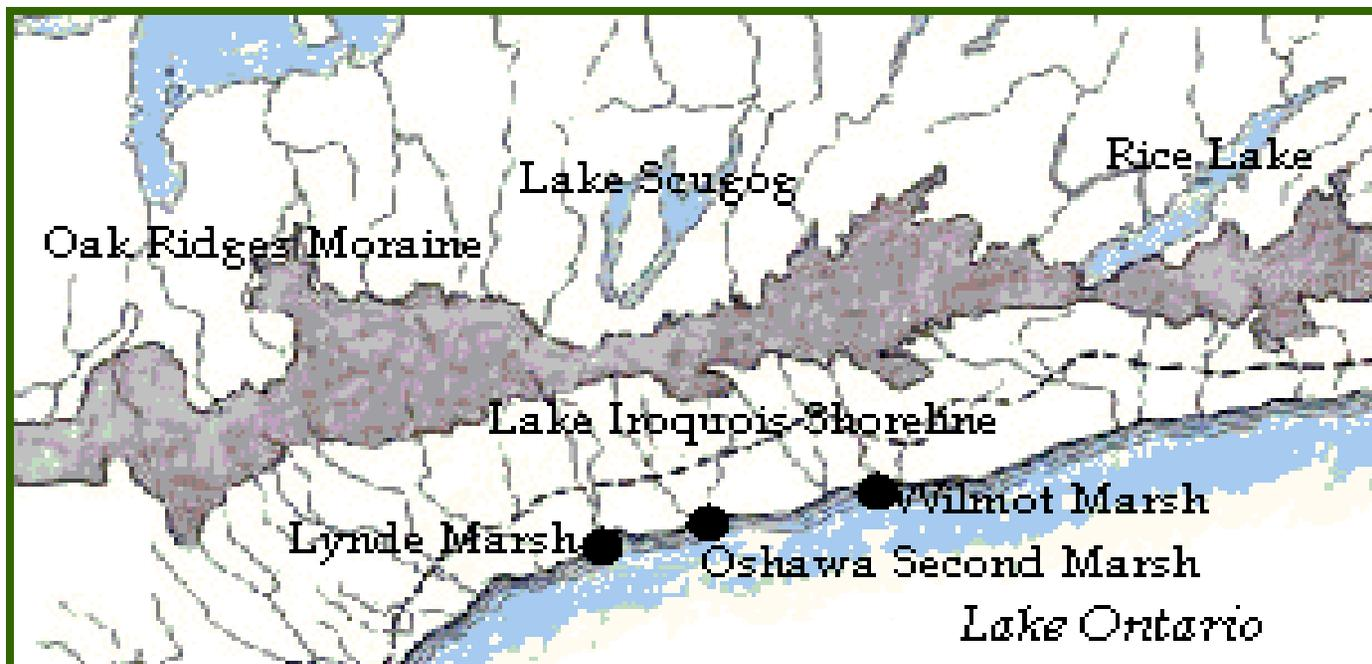 Rice Lake
Lake Scugog
Oak Ridges Moraine
Lake Iroquois Shoreline
Wilmot Marsh
Lynde Marsh
Oshawa Second Marsh
Lake Ontario